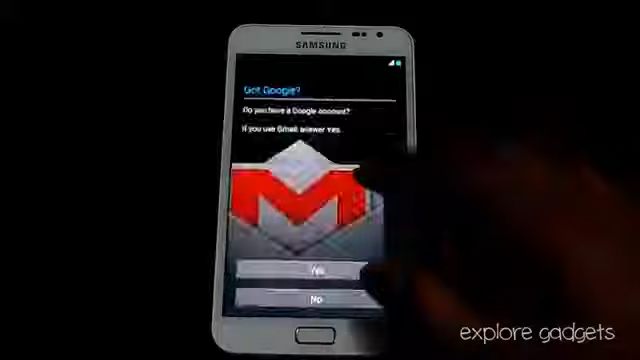 SAMSUNG
Got Google?
Do you have a Google account?
If you use Gmail answer Yes.
Yes
No
explore gadgets